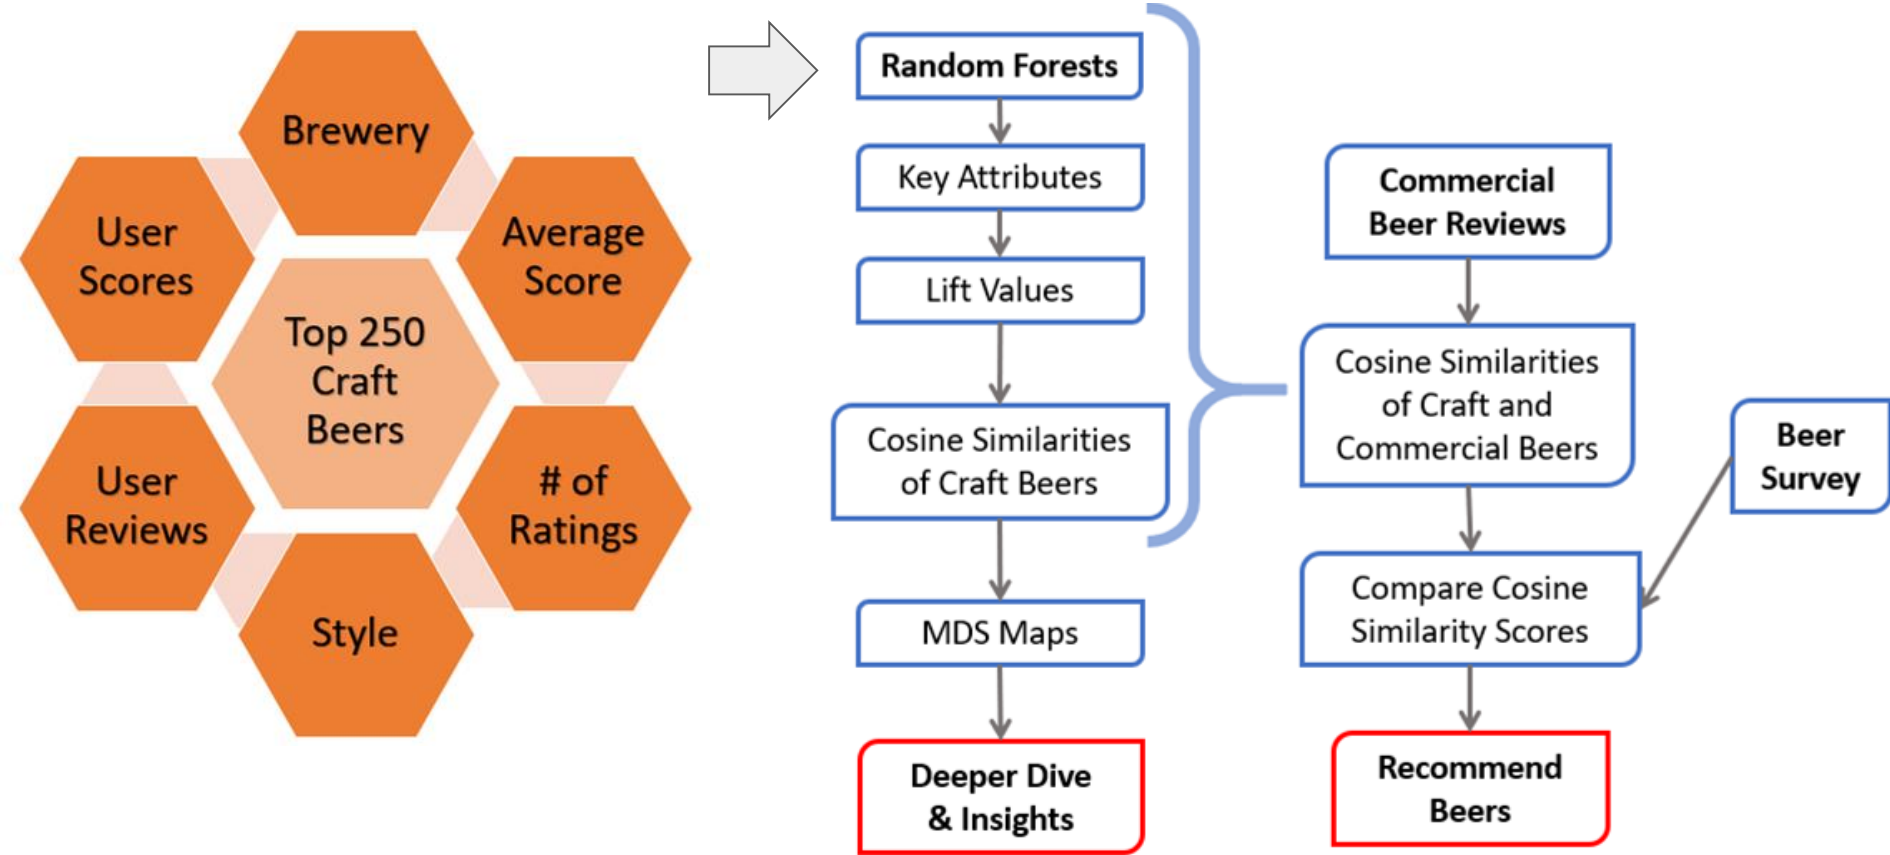 Brewery
User
Scores
Average
Score
Top 250
Craft
Beers
User
Reviews
# of
Ratings
Style
Random Forests
Key Attributes
Lift Values
Cosine Similarities
of Craft Beers
MDS Maps
Deeper Dive
& Insights
Commercial
Beer Reviews
Cosine Similarities
of Craft and
Commercial Beers
Beer
Survey
Compare Cosine
Similarity Scores
Recommend
Beers